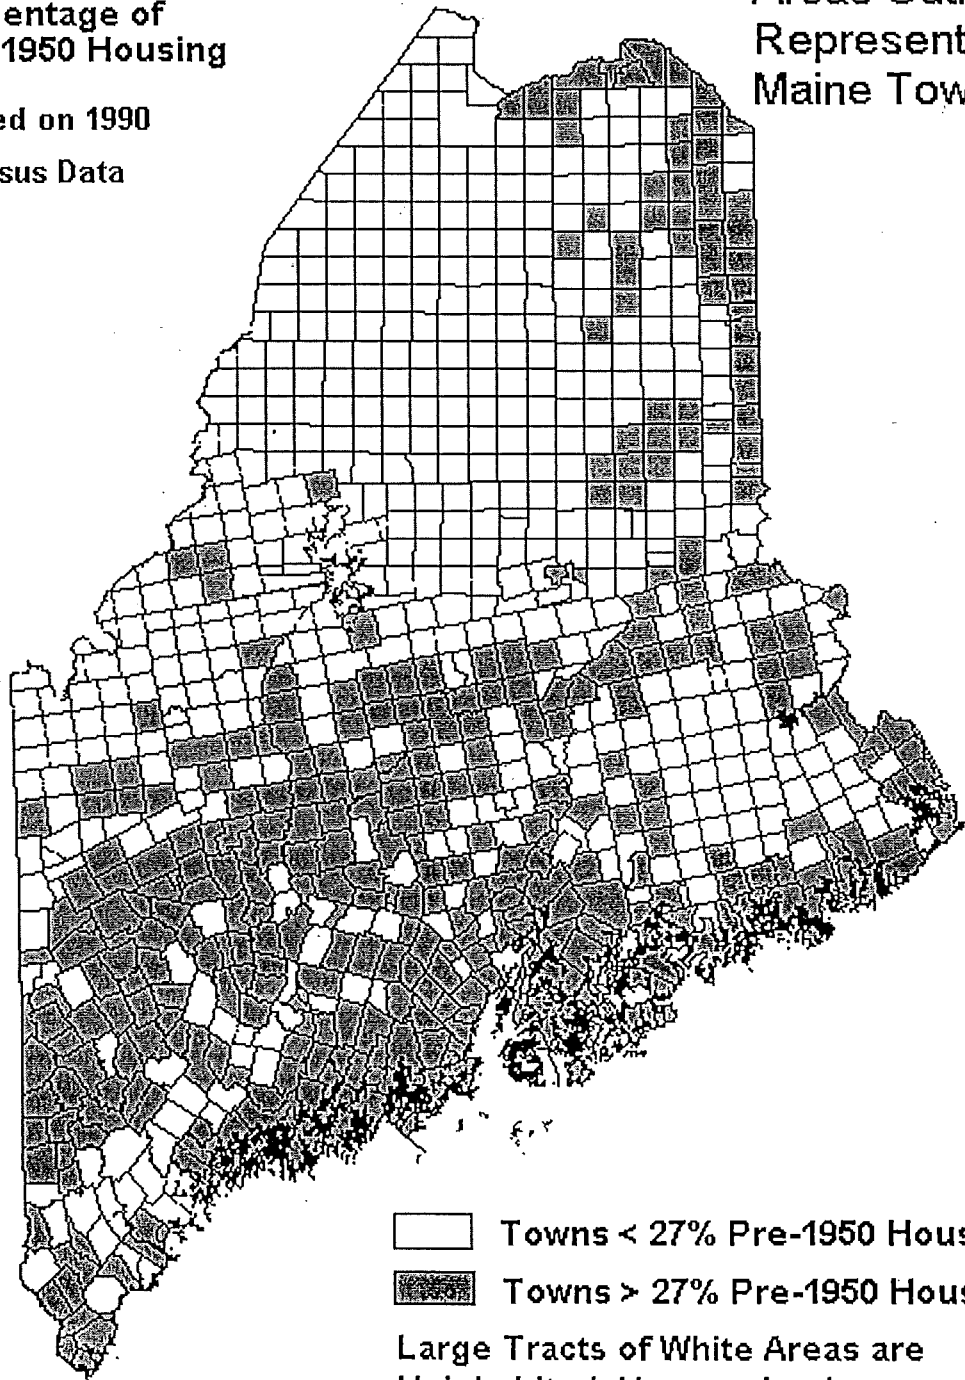 entage of
1950 Housing
ed on 1990
sus Data
Represent
Maine Tow
Towns < 27% Pre-1950 Hous
Towns > 27% Pre-1950 Hous
Large Tracts of White Areas are